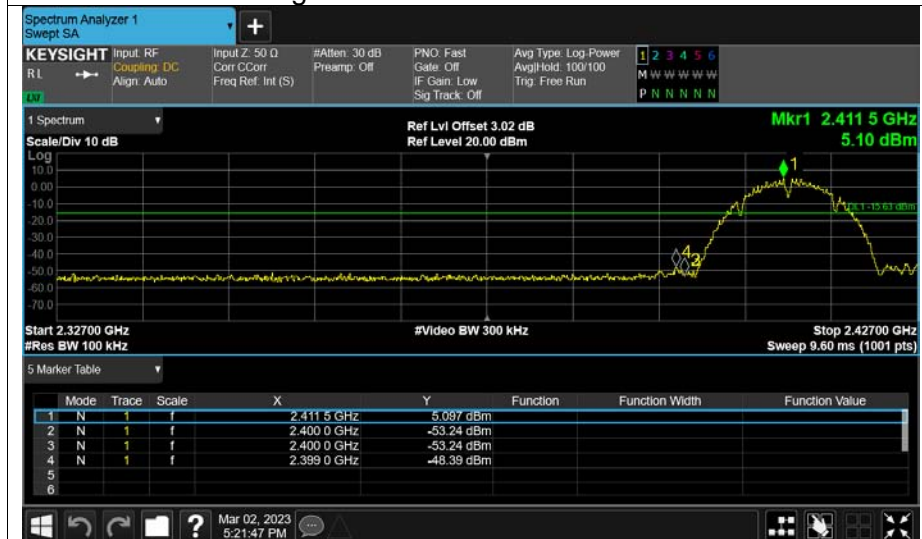 Spectrum Analyzer 1
Swept SA
+
KEYSIGHT Input: RF Input Z: 50 Ω #Atten: 30 dB PNO: Fast Avg Type: Log-Power 1 2 3 4 5 6
RL Coupling: DC Corr CCorr Preamp: Off Gate: Off Avg|Hold: 100/100 M W W W W W
Align: Auto Freq Ref: Int (S) IF Gain: Low Trig: Free Run P N N N N N
Sig Track: Off
1 Spectrum
Scale/Div 10 dB
Ref Lvl Offset 3.02 dB
Ref Level 20.00 dBm
Mkr1 2.411 5 GHz
5.10 dBm
Log
10.0
0.00
-10.0
-20.0
-30.0
-40.0
-50.0
-60.0
-70.0
1
DL1 -15.63 dBm
4
Start 2.32700 GHz #Video BW 300 kHz Stop 2.42700 GHz
#Res BW 100 kHz Sweep 9.60 ms (1001 pts)
5 Marker Table
Mode Trace Scale X Y Function Function Width Function Value
1 N 1 f 2.411 5 GHz 5.097 dBm
2 N 1 f 2.400 0 GHz -53.24 dBm
3 N 1 f 2.400 0 GHz -53.24 dBm
4 N 1 f 2.399 0 GHz -48.39 dBm
5
6
? Mar 02, 2023
5:21:47 PM